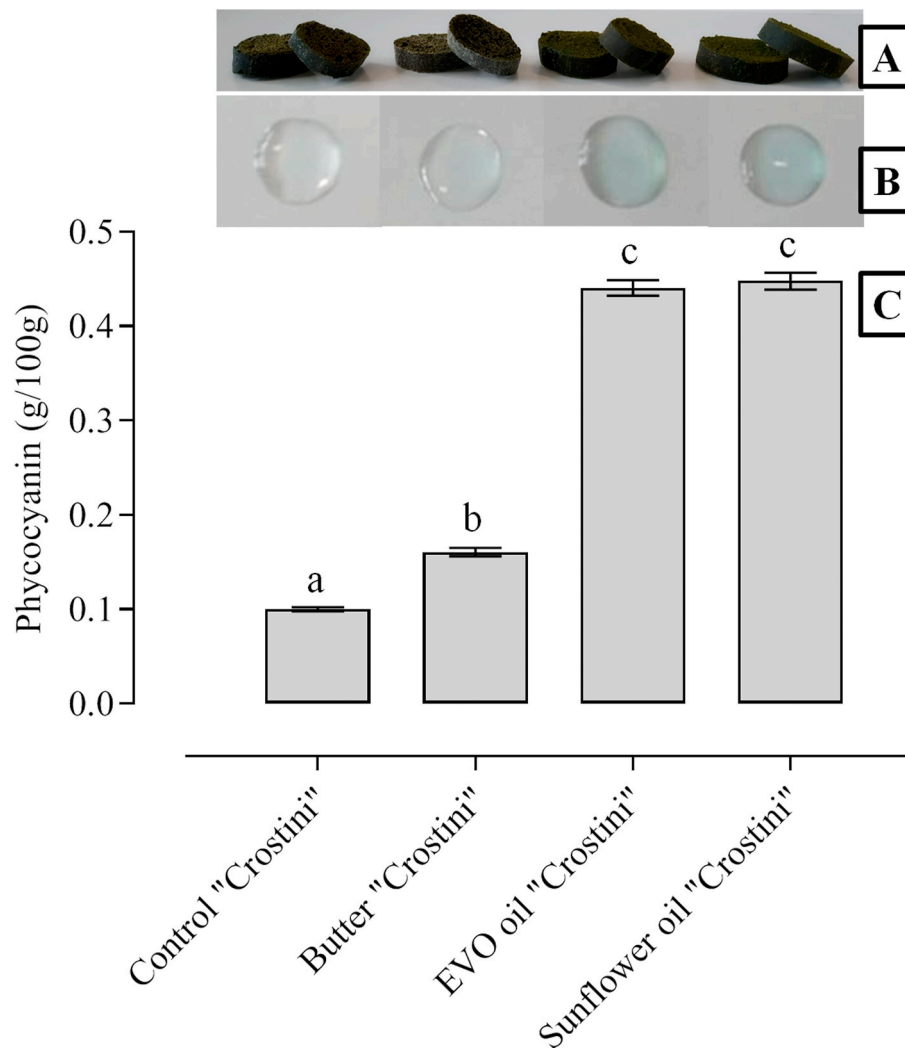 A
B
C
Phycocyanin (g/100g)
0.5
0.4
0.3
0.2
0.1
0.0
a
b
c
c
Control "Crostini"
Butter "Crostini"
EVO oil "Crostini"
Sunflower oil "Crostini"